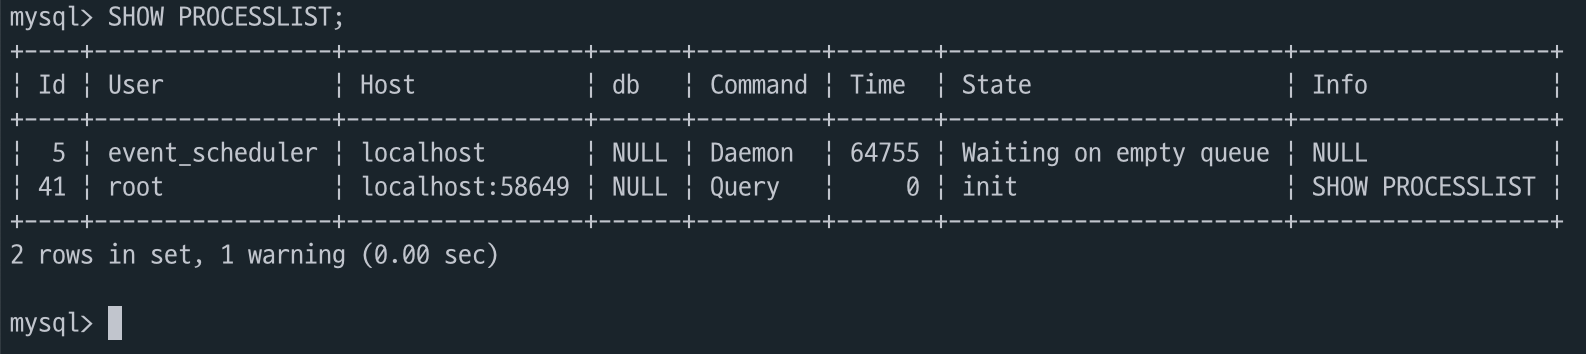 mysql> SHOW PROCESSLIST;
+----+-----------------+-----------------+------+---------+-------+------------------------+------------------+
| Id | User            | Host            | db   | Command | Time  | State                  | Info             |
+----+-----------------+-----------------+------+---------+-------+------------------------+------------------+
|  5 | event_scheduler | localhost       | NULL | Daemon  | 64755 | Waiting on empty queue | NULL             |
| 41 | root            | localhost:58649 | NULL | Query   |     0 | init                   | SHOW PROCESSLIST |
+----+-----------------+-----------------+------+---------+-------+------------------------+------------------+
2 rows in set, 1 warning (0.00 sec)
mysql>